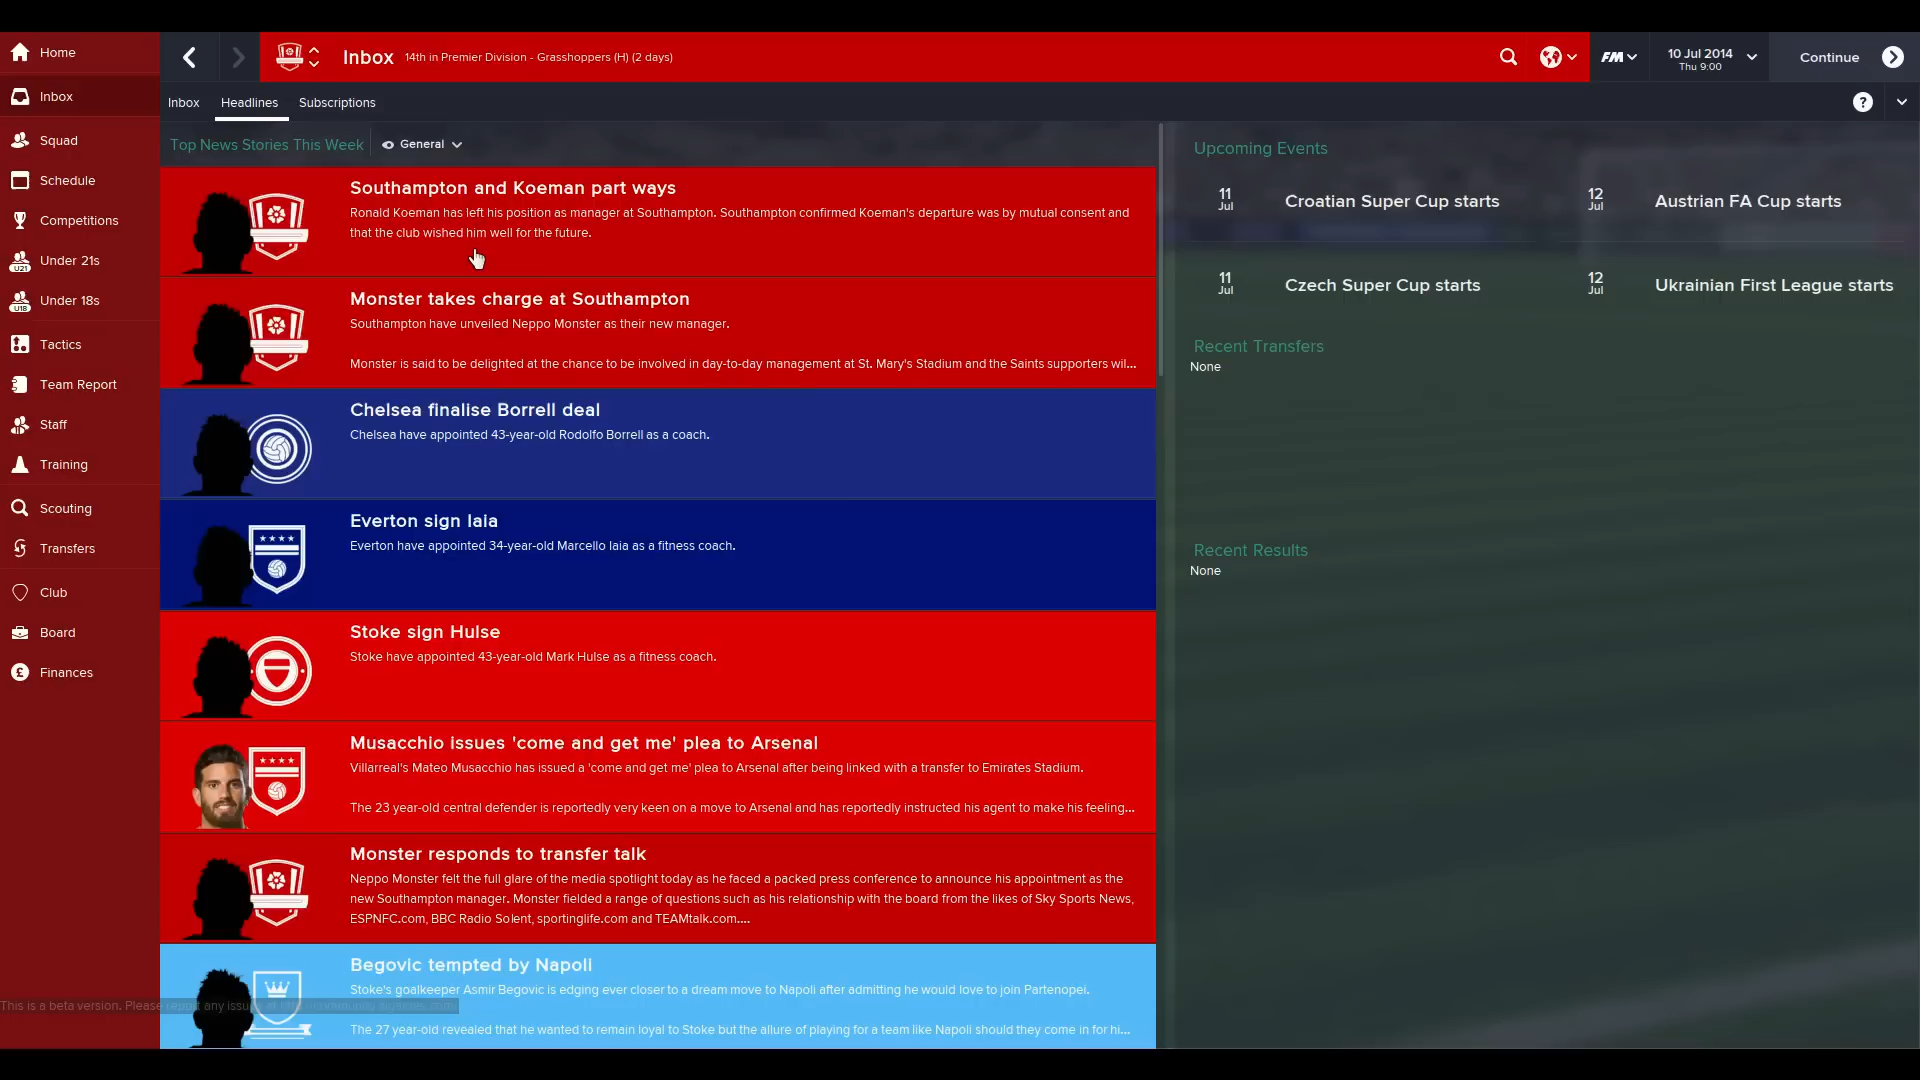 Home
Inbox
Squad
Schedule
Competitions
Under 21s
Under 18s
Tactics
Team Report
Staff
Training
Scouting
Transfers
Club
Board
Finances
Inbox 14th in Premier Division - Grasshoppers (H) (2 days)
FM
10 Jul 2014
Thu 9:00
Continue
Inbox Headlines Subscriptions
?
Top News Stories This Week General
Southampton and Koeman part ways
Ronald Koeman has left his position as manager at Southampton. Southampton confirmed Koeman's departure was by mutual consent and
that the club wished him well for the future.
Monster takes charge at Southampton
Southampton have unveiled Neppo Monster as their new manager.
Monster is said to be delighted at the chance to be involved in day-to-day management at St. Mary's Stadium and the Saints supporters wil...
Chelsea finalise Borrell deal
Chelsea have appointed 43-year-old Rodolfo Borrell as a coach.
Everton sign Iaia
Everton have appointed 34-year-old Marcello Iaia as a fitness coach.
Stoke sign Hulse
Stoke have appointed 43-year-old Mark Hulse as a fitness coach.
Musacchio issues 'come and get me' plea to Arsenal
Villarreal's Mateo Musacchio has issued a 'come and get me' plea to Arsenal after being linked with a transfer to Emirates Stadium.
The 23 year-old central defender is reportedly very keen on a move to Arsenal and has reportedly instructed his agent to make his feeling...
Monster responds to transfer talk
Neppo Monster felt the full glare of the media spotlight today as he faced a packed press conference to announce his appointment as the
new Southampton manager. Monster fielded a range of questions such as his relationship with the board from the likes of Sky Sports News,
ESPNFC.com, BBC Radio Solent, sportinglife.com and TEAMtalk.com....
Begovic tempted by Napoli
Stoke's goalkeeper Asmir Begovic is edging ever closer to a dream move to Napoli after admitting he would love to join Partenopei.
The 27 year-old revealed that he wanted to remain loyal to Stoke but the allure of playing for a team like Napoli should they come in for hi...
This is a beta version. Please report any issues
Upcoming Events
11 Jul Croatian Super Cup starts
12 Jul Austrian FA Cup starts
11 Jul Czech Super Cup starts
12 Jul Ukrainian First League starts
Recent Transfers
None
Recent Results
None